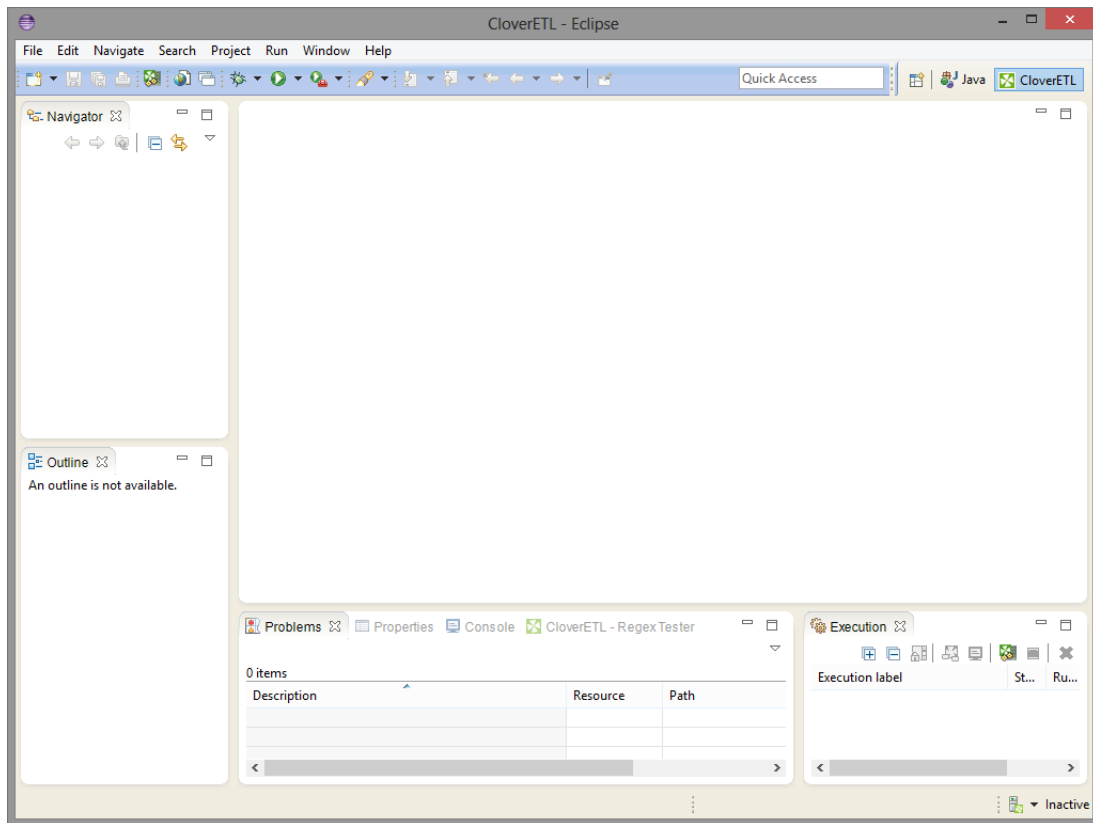 CloverETL - Eclipse
File Edit Navigate Search Project Run Window Help
Quick Access
Java
CloverETL
Navigator
Outline
An outline is not available.
Problems
Properties
Console
CloverETL - Regex Tester
0 items
Description Resource Path
Execution
Execution label St... Ru...
Inactive